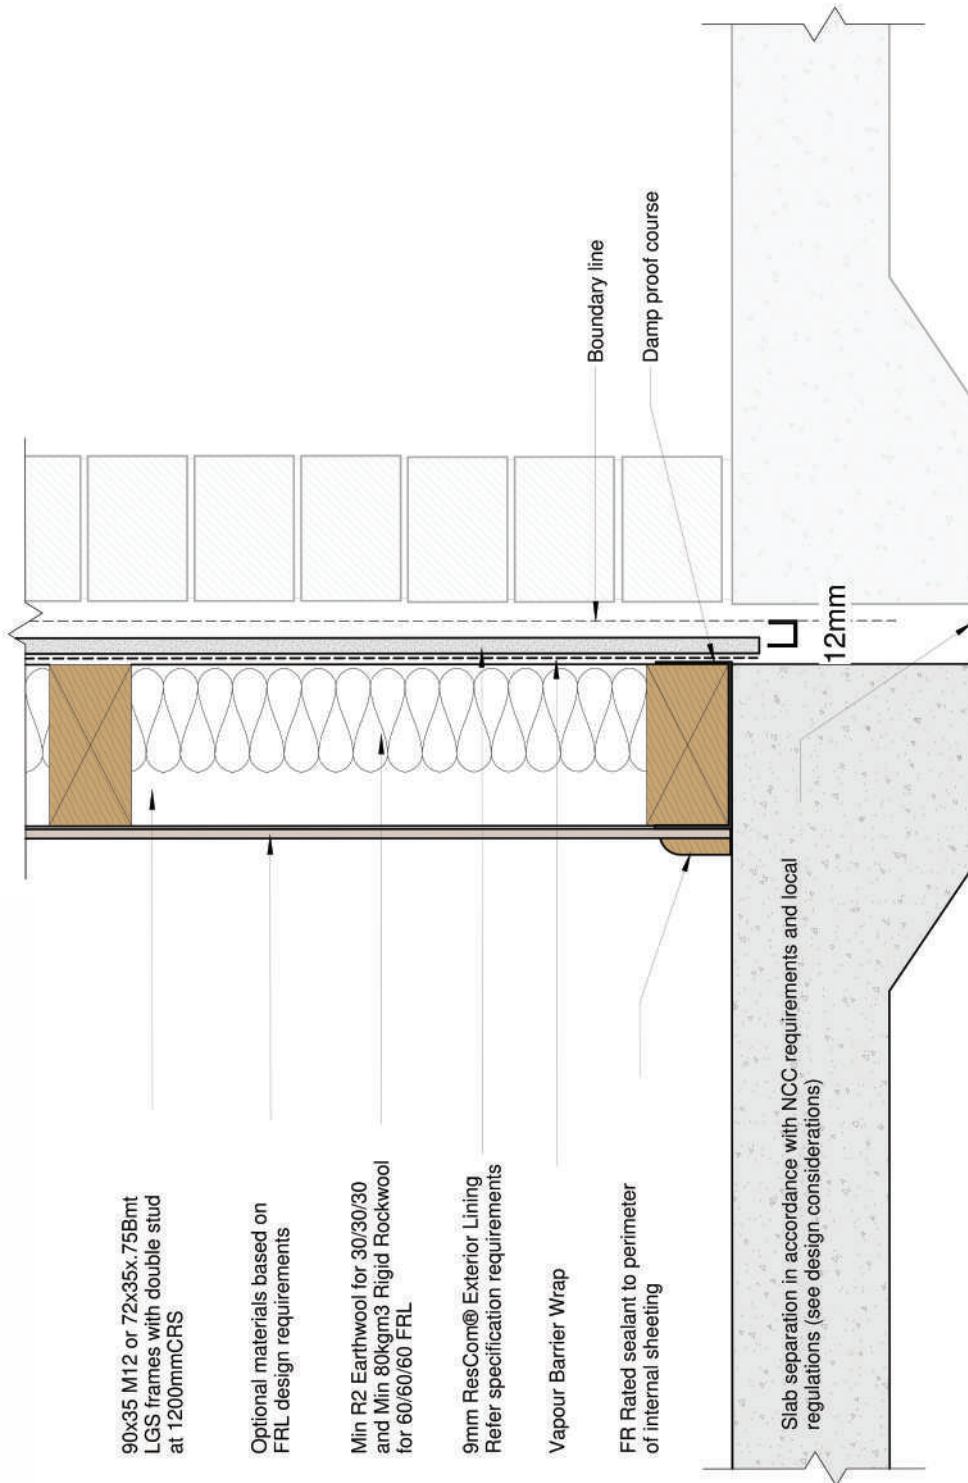 90x35 M12 or 72x35x.75Bmt
LGS frames with double stud
at 1200mmCRS
Optional materials based on
FRL design requirements
Min R2 Earthwool for 30/30/30
and Min 80kgm3 Rigid Rockwool
for 60/60/60 FRL
9mm ResCom® Exterior Lining
Refer specification requirements
Vapour Barrier Wrap
FR Rated sealant to perimeter
of internal sheeting
Slab separation in accordance with NCC requirements and local
regulations (see design considerations)
Boundary line
Damp proof course
12mm